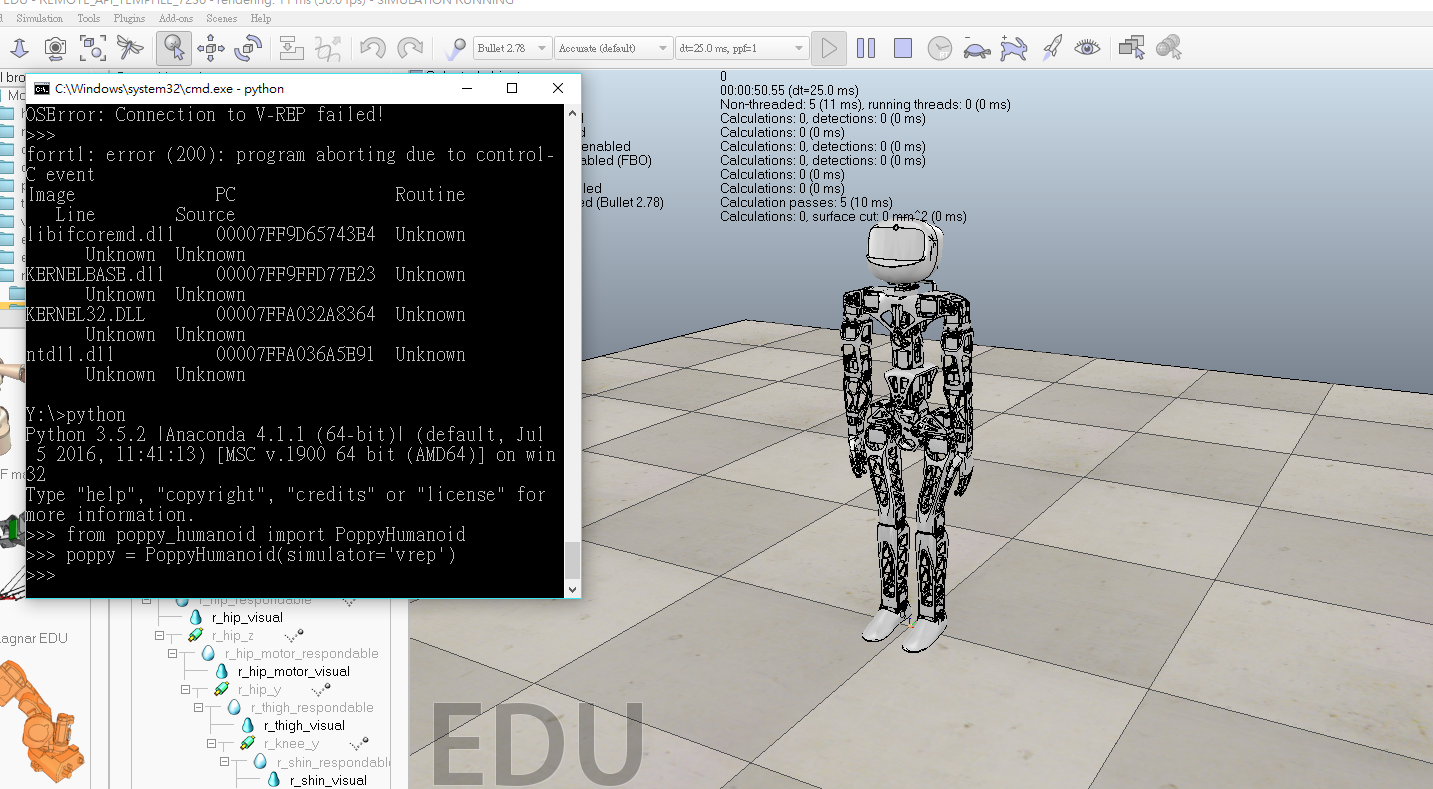 EDU - REMOTE_API_TEMPFILE_7230 - rendering: 11 ms (50.0 fps) - SIMULATION RUNNING
Simulation Tools Plugins Add-ons Scenes Help
Bullet 2.78 Accurate (default) dt=25.0 ms, ppf=1
C:\Windows\system32\cmd.exe - python
OSError: Connection to V-REP failed!
>>>
forrtl: error (200): program aborting due to control-
C event
Image PC Routine
Line Source
libifcoremd.dll 00007FF9D65743E4 Unknown
Unknown Unknown
KERNELBASE.dll 00007FF9FFD77E23 Unknown
Unknown Unknown
KERNEL32.DLL 00007FFA032A8364 Unknown
Unknown Unknown
ntdll.dll 00007FFA036A5E91 Unknown
Unknown Unknown
Y:\>python
Python 3.5.2 |Anaconda 4.1.1 (64-bit)| (default, Jul
5 2016, 11:41:13) [MSC v.1900 64 bit (AMD64)] on win
32
Type "help", "copyright", "credits" or "license" for
more information.
>>> from poppy_humanoid import PoppyHumanoid
>>> poppy = PoppyHumanoid(simulator='vrep')
>>>
0
00:00:50.55 (dt=25.0 ms)
Non-threaded: 5 (11 ms), running threads: 0 (0 ms)
Calculations: 0, detections: 0 (0 ms)
Calculations: 0 (0 ms)
enabled
Calculations: 0, detections: 0 (0 ms)
abled (FBO)
Calculations: 0, detections: 0 (0 ms)
Calculations: 0 (0 ms)
led
Calculations: 0 (0 ms)
d (Bullet 2.78)
Calculation passes: 5 (10 ms)
Calculations: 0, surface cut: 0 mm^2 (0 ms)
r_hip_respondable
r_hip_visual
r_hip_z
r_hip_motor_respondable
r_hip_motor_visual
r_hip_y
r_thigh_respondable
r_thigh_visual
r_knee_y
r_shin_respondabl
r_shin_visual
agnar EDU
EDU